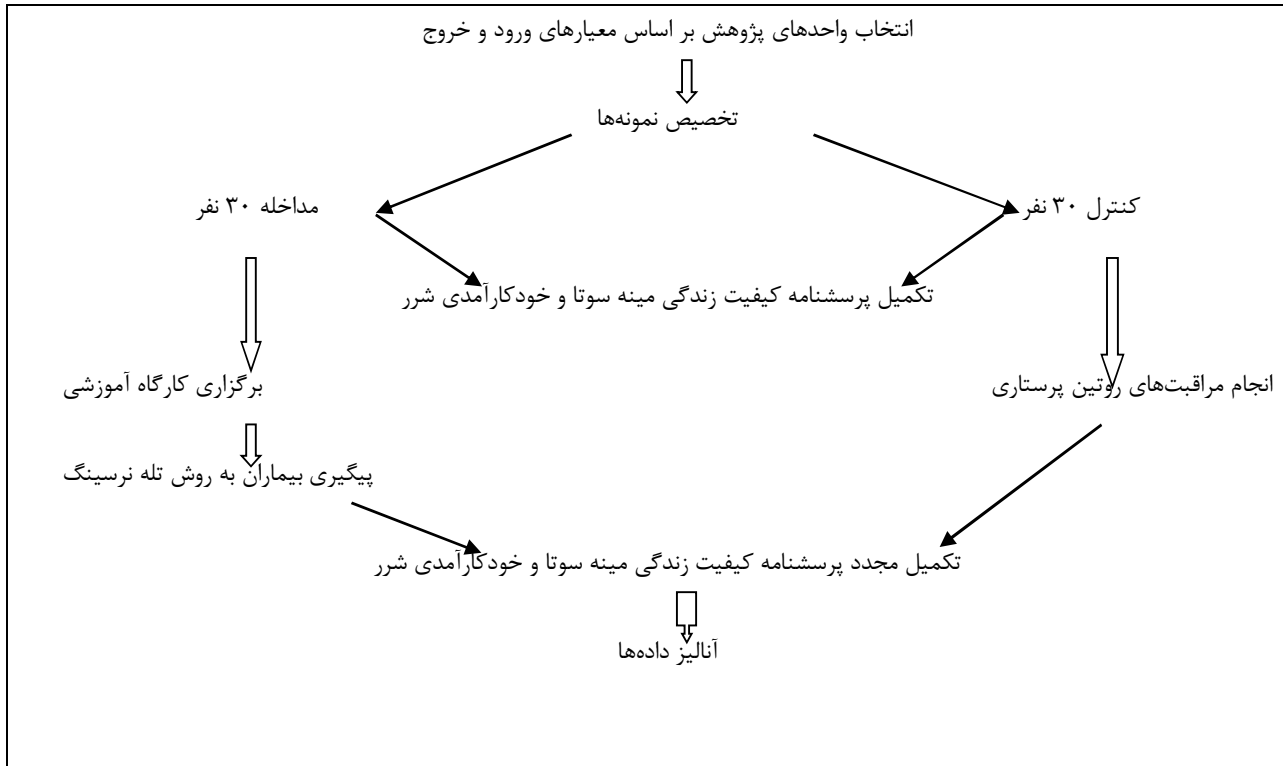 انتخاب واحدهای پژوهش بر اساس معیارهای ورود و خروج
تخصیص نمونه‌ها
کنترل ۳۰ نفر
مداخله ۳۰ نفر
تکمیل پرسشنامه کیفیت زندگی مینه سوتا و خودکارآمدی شرر
انجام مراقبت‌های روتین پرستاری
برگزاری کارگاه آموزشی
پیگیری بیماران به روش تله نرسینگ
تکمیل مجدد پرسشنامه کیفیت زندگی مینه سوتا و خودکارآمدی شرر
آنالیز داده‌ها